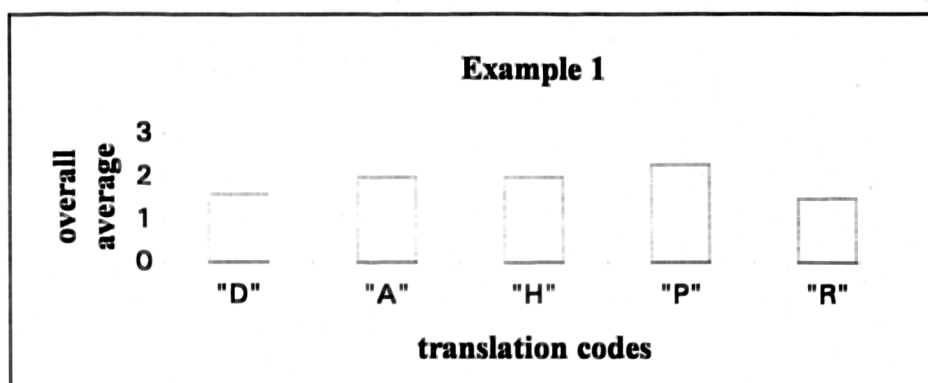 Example 1
overall
average
3
2
1
0
"D" "A" "H" "P" "R"
translation codes